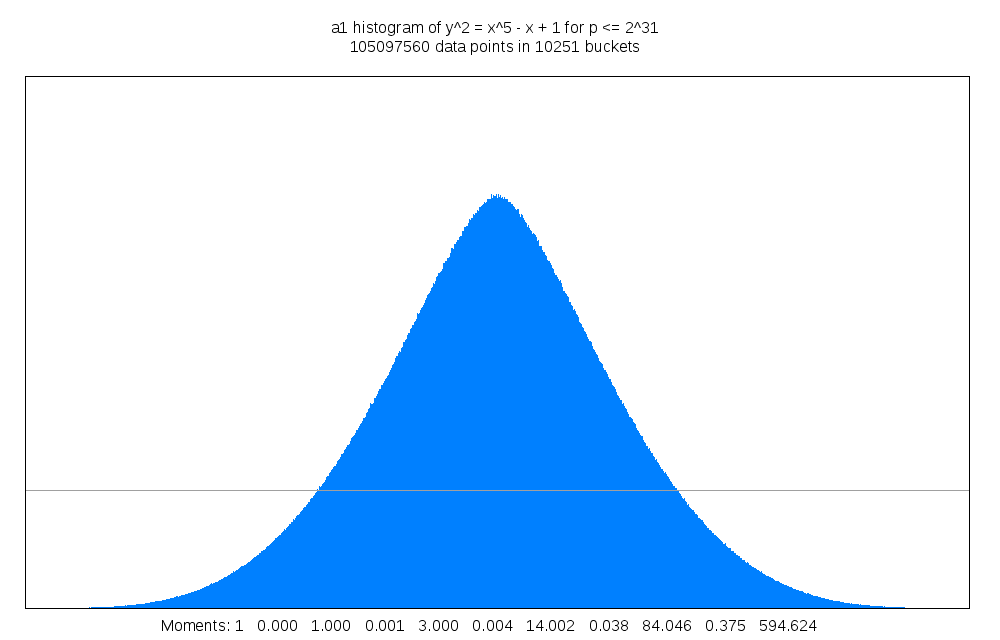 a1 histogram of y^2 = x^5 - x + 1 for p <= 2^31
105097560 data points in 10251 buckets
Moments: 1 0.000 1.000 0.001 3.000 0.004 14.002 0.038 84.046 0.375 594.624